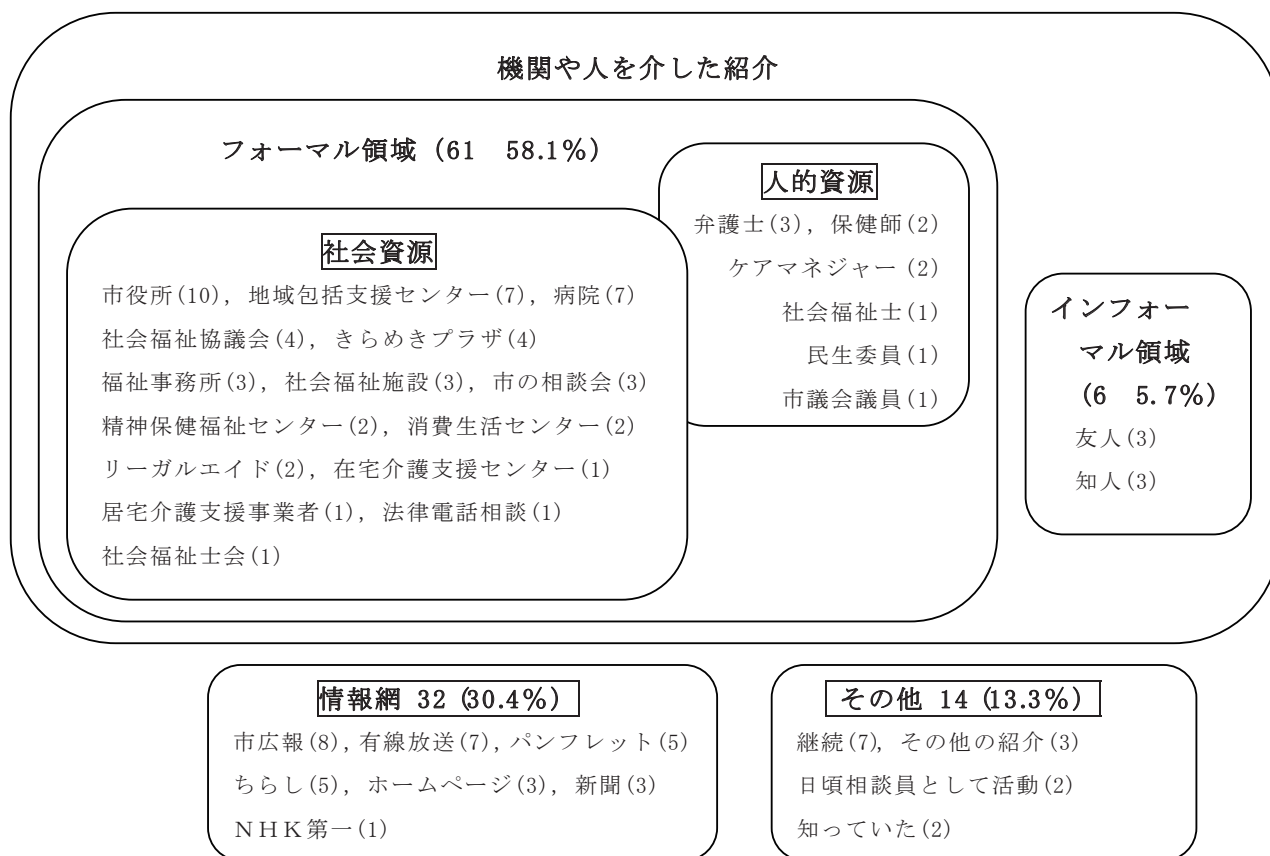 機関や人を介した紹介
フォーマル領域 (61 58.1%)
人的資源
弁護士(3), 保健師(2)
ケアマネジャー(2)
社会福祉士(1)
民生委員(1)
市議会議員(1)
社会資源
市役所(10), 地域包括支援センター(7), 病院(7)
社会福祉協議会(4), きらめきプラザ(4)
福祉事務所(3), 社会福祉施設(3), 市の相談会(3)
精神保健福祉センター(2), 消費生活センター(2)
リーガルエイド(2), 在宅介護支援センター(1)
居宅介護支援事業者(1), 法律電話相談(1)
社会福祉士会(1)
インフォー
マル領域
(6 5.7%)
友人(3)
知人(3)
情報網 32 (30.4%)
市広報(8), 有線放送(7), パンフレット(5)
ちらし(5), ホームページ(3), 新聞(3)
NHK第一(1)
その他 14 (13.3%)
継続(7), その他の紹介(3)
日頃相談員として活動(2)
知っていた(2)